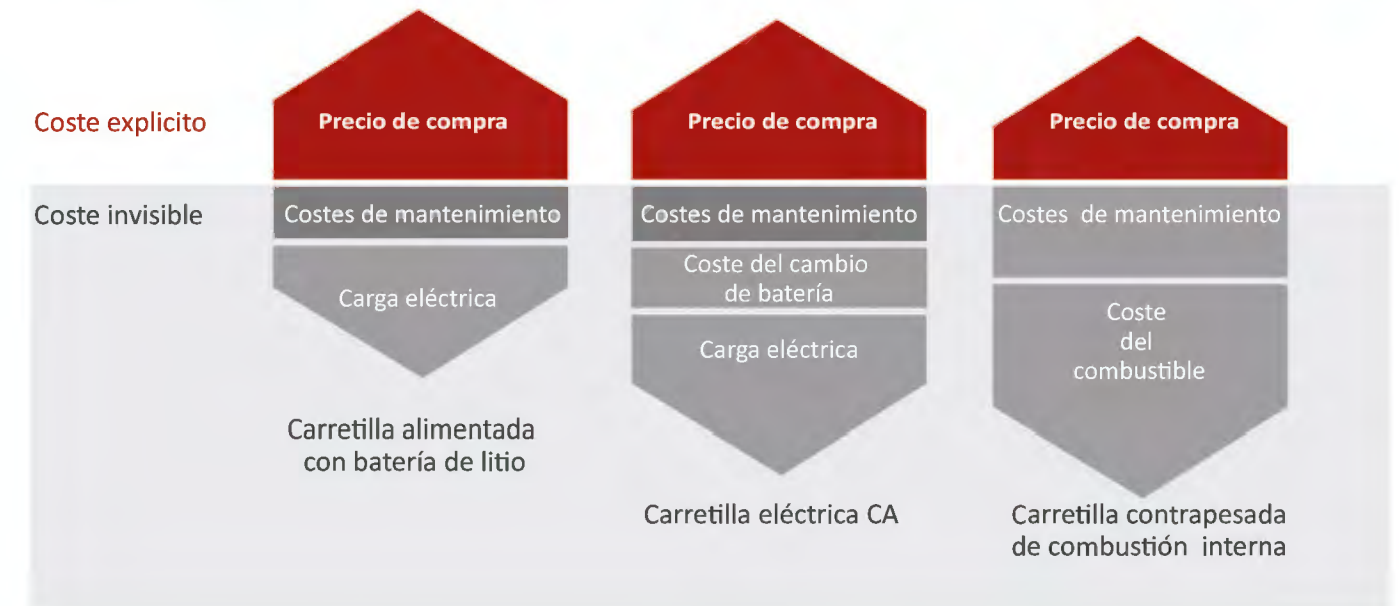 Coste explicito
Precio de compra
Precio de compra
Precio de compra
Coste invisible
Costes de mantenimiento
Costes de mantenimiento
Costes de mantenimiento
Carga eléctrica
Coste del cambio
de batería
Carga eléctrica
Coste
del
combustible
Carretilla alimentada
con batería de litio
Carretilla eléctrica CA
Carretilla contrapesada
de combustión interna